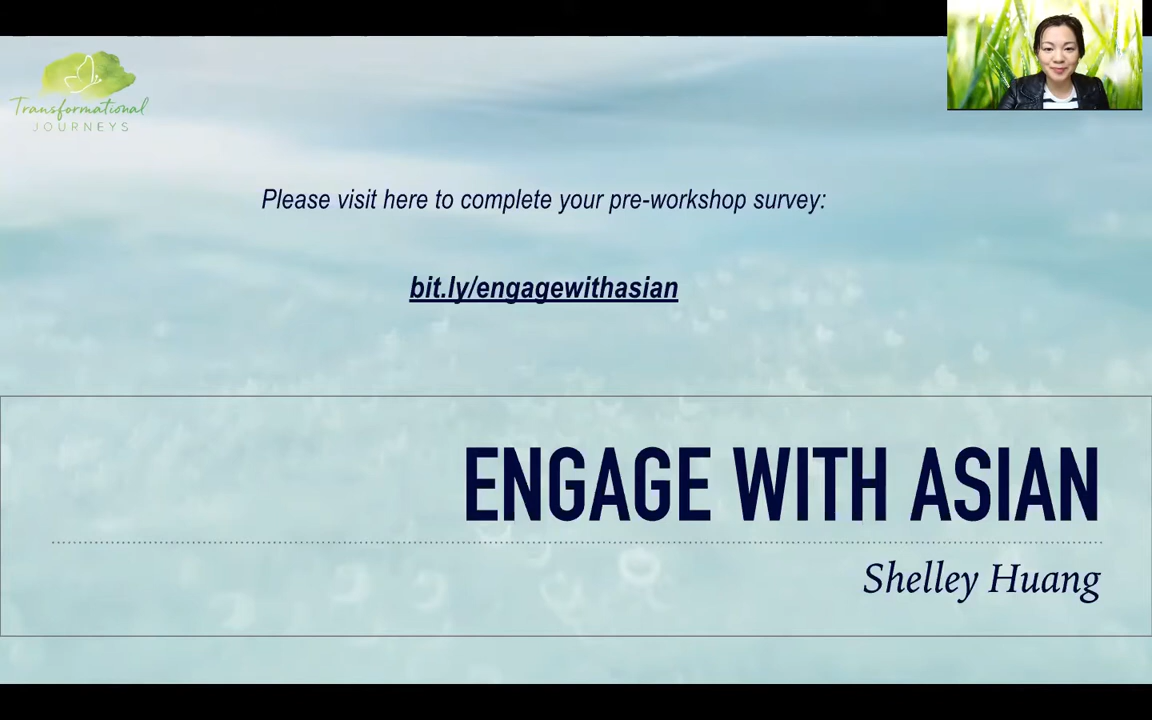 Transformational
JOURNEYS
Please visit here to complete your pre-workshop survey:
bit.ly/engagewithasian
ENGAGE WITH ASIAN
Shelley Huang